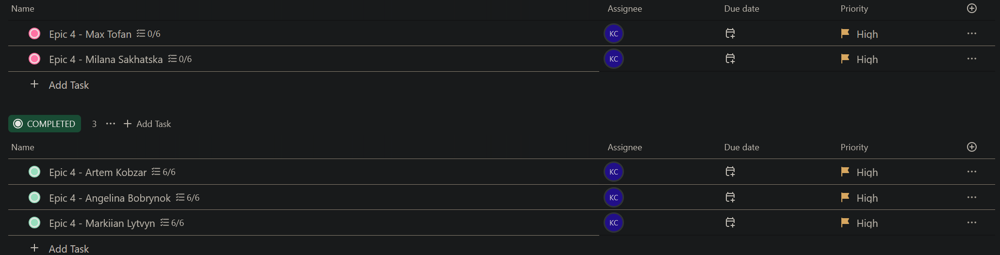 Name Assignee Due date Priority
Epic 4 - Max Tofan 0/6 KC High
Epic 4 - Milana Sakhatska 0/6 KC High
Add Task
COMPLETED 3 Add Task
Name Assignee Due date Priority
Epic 4 - Artem Kobzar 6/6 KC High
Epic 4 - Angelina Bobrynok 6/6 KC High
Epic 4 - Markiian Lytvyn 6/6 KC High
Add Task